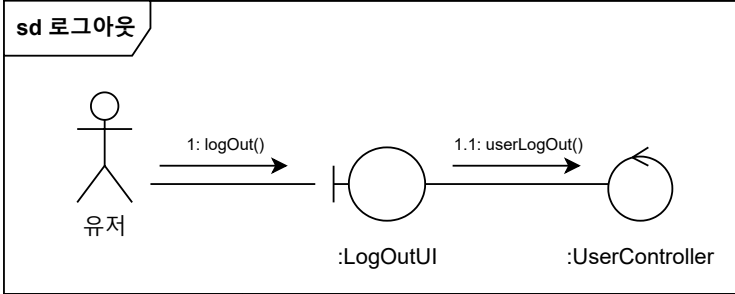 sd 로그아웃
1: logOut()
1.1: userLogOut()
유저
:LogOutUI
:UserController